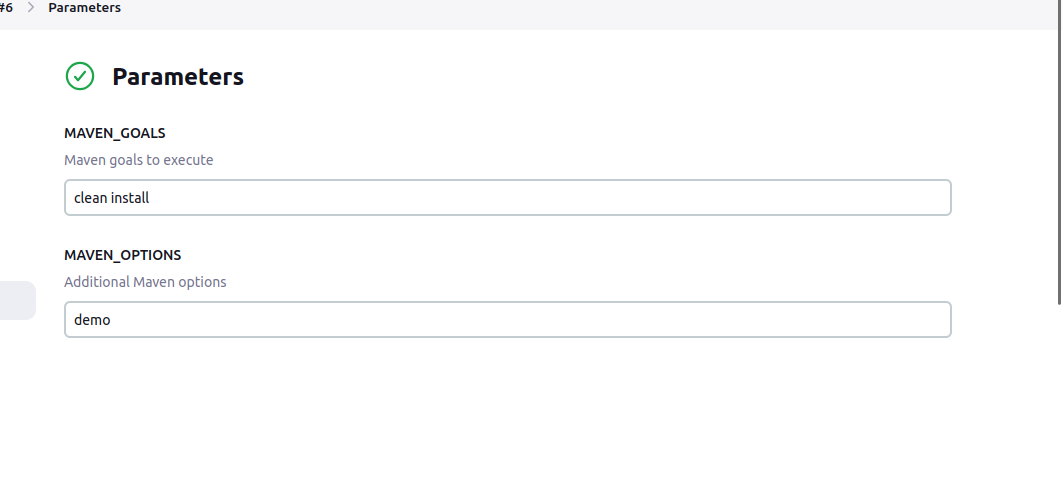 #6 > Parameters
Parameters
MAVEN_GOALS
Maven goals to execute
clean install
MAVEN_OPTIONS
Additional Maven options
demo